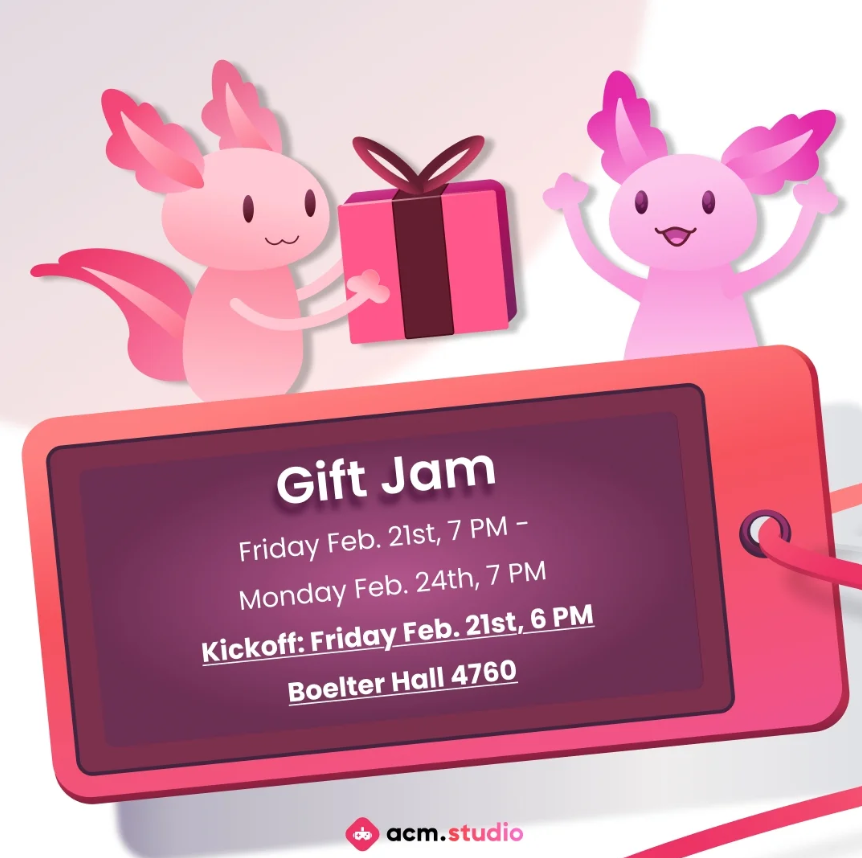 Gift Jam
Friday Feb. 21st, 7 PM -
Monday Feb. 24th, 7 PM
Kickoff: Friday Feb. 21st, 6 PM
Boelter Hall 4760
acm.studio